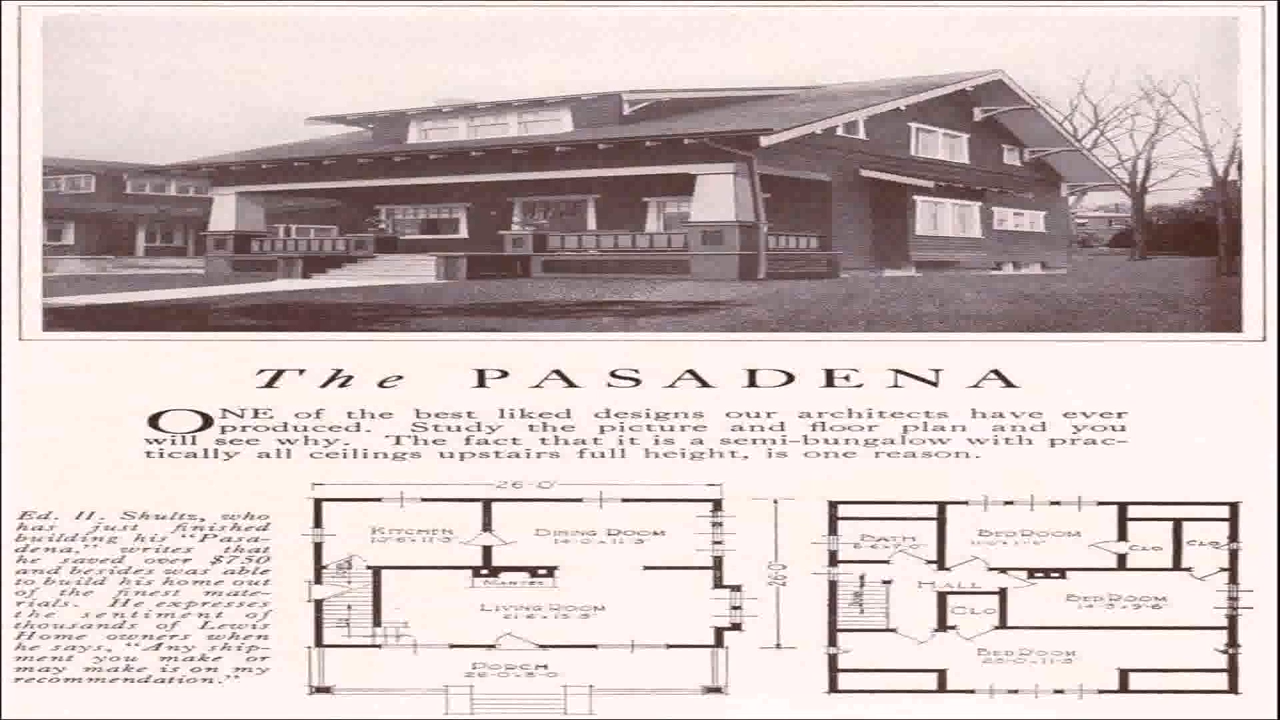 The PASADENA
ONE of the best liked designs our architects have ever
produced. Study the picture and floor plan and you
will see why. The fact that it is a semi-bungalow with prac-
tically all ceilings upstairs full height, is one reason.
Ed. H. Shultz, who
has just finished
building his "Pasa-
dena," writes that
he saved over $750
and besides was able
to build his home out
of the finest mate-
rials. He expresses
the sentiment of
thousands of Lewis
Home owners when
he says, "Any ship-
ment you make or
may make is on my
recommendation."
26'-0"
KITCHEN
DINING ROOM
MANTEL
LIVING ROOM
PORCH
26'-0"
BATH
BED ROOM
CLO
CLO
HALL
CLO
BED ROOM
BED ROOM